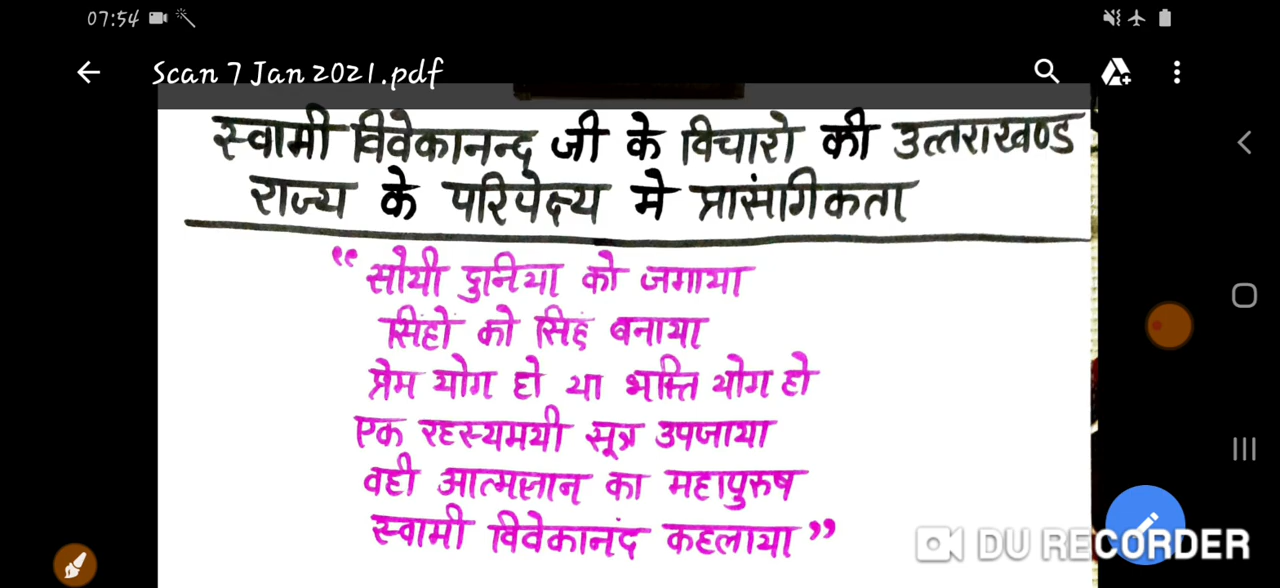 07:54
Scan 7 Jan 2021.pdf
स्वामी विवेकानन्द जी के विचारो की उत्तराखण्ड
राज्य के परिपेक्ष्य मे प्रासंगिकता
“ सोयी दुनिया को जगाया
सिंहो को सिंह बनाया
प्रेम योग हो या भक्ति योग हो
एक रहस्यमयी सूत्र उपजाया
वही आत्मज्ञान का महापुरुष
स्वामी विवेकानंद कहलाया ”
DU RECORDER